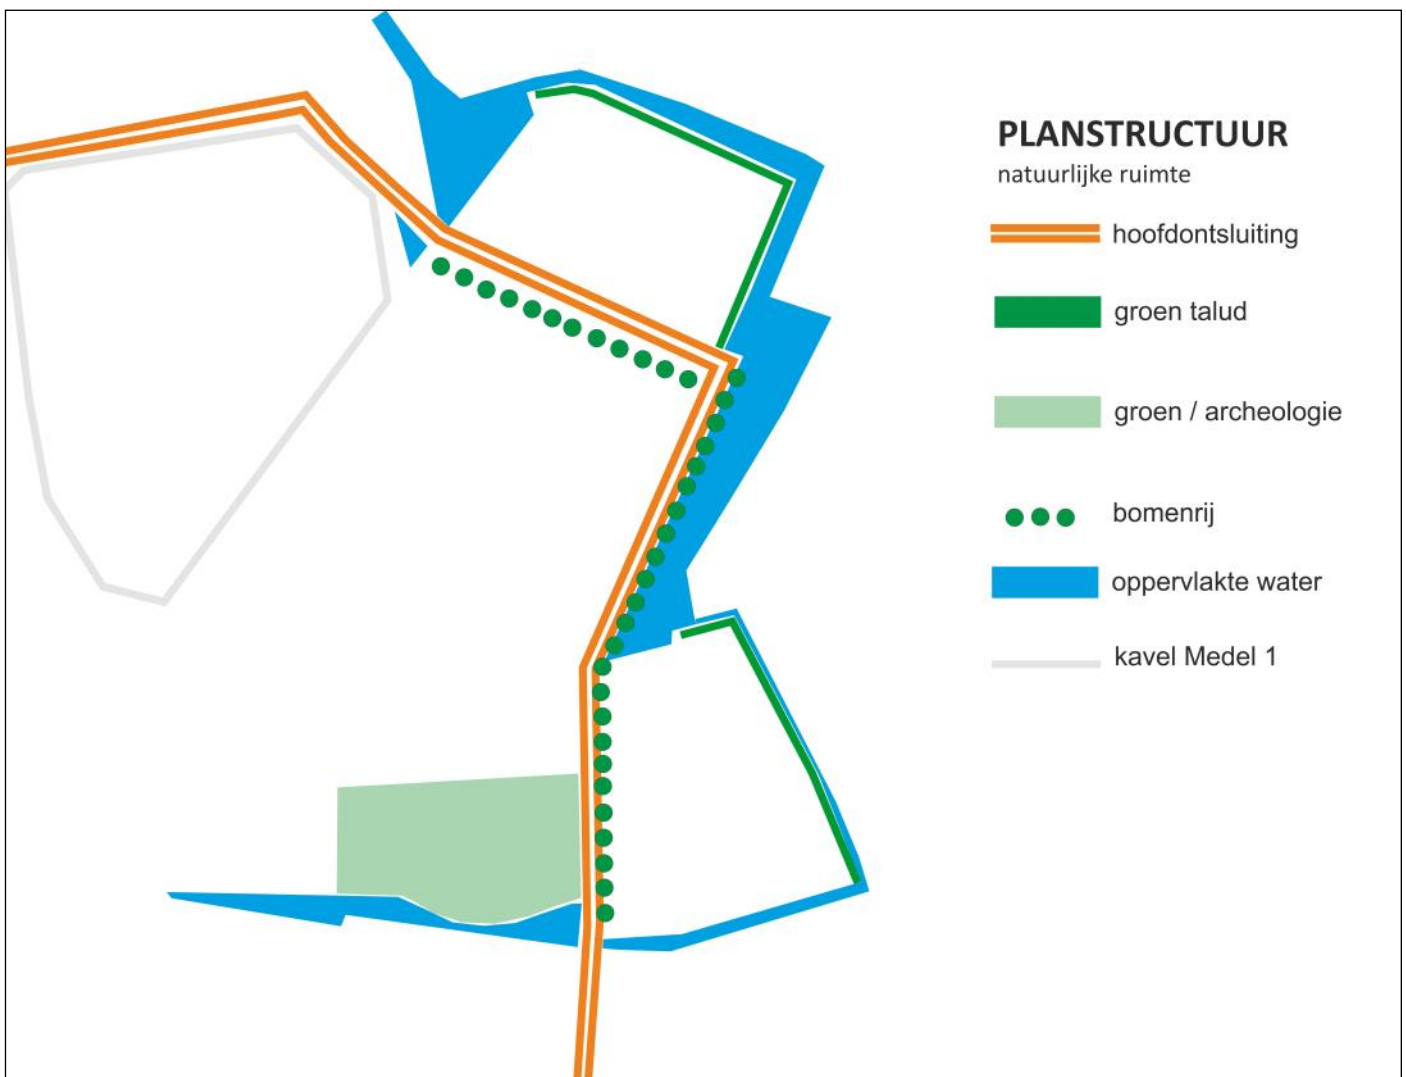 PLANSTRUCTUUR
natuurlijke ruimte
hoofdontsluiting
groen talud
groen / archeologie
bomenrij
oppervlakte water
kavel Medel 1